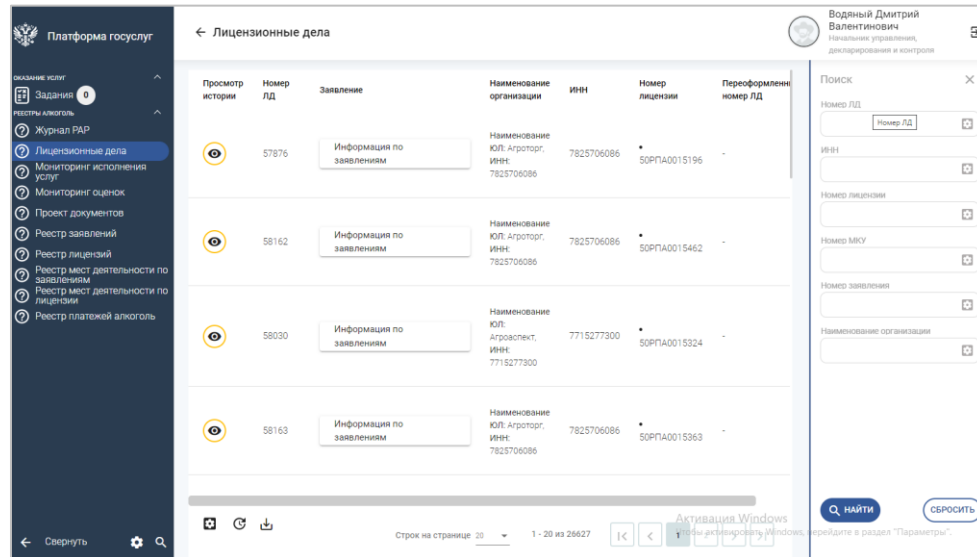 Платформа госуслуг
ОКАЗАНИЕ УСЛУГ
Задания 0
РЕЕСТРЫ АЛКОГОЛЬ
Журнал РАР
Лицензионные дела
Мониторинг исполнения
услуг
Мониторинг оценок
Проект документов
Реестр заявлений
Реестр лицензий
Реестр мест деятельности по
заявлениям
Реестр мест деятельности по
лицензии
Реестр платежей алкоголь
Свернуть
Лицензионные дела
Водяный Дмитрий
Валентинович
Начальник управления,
декларирования и контроля
Просмотр
истории
Номер
ЛД
Заявление
Наименование
организации
ИНН
Номер
лицензии
Переоформленн
номер ЛД
57876
Информация по
заявлениям
Наименование
ЮЛ: Агроторг,
ИНН:
7825706086
7825706086
•
50РПА0015196
-
58162
Информация по
заявлениям
Наименование
ЮЛ: Агроторг,
ИНН:
7825706086
7825706086
•
50РПА0015462
-
58030
Информация по
заявлениям
Наименование
ЮЛ:
Агроаспект,
ИНН:
7715277300
7715277300
•
50РПА0015324
-
58163
Информация по
заявлениям
Наименование
ЮЛ: Агроторг,
ИНН:
7825706086
7825706086
•
50РПА0015363
-
Строк на странице 20
1 - 20 из 26627
1
Поиск
Номер ЛД
Номер ЛД
ИНН
Номер лицензии
Номер МКУ
Номер заявления
Наименование организации
НАЙТИ
СБРОСИТЬ
Активация Windows
Чтобы активировать Windows, перейдите в раздел "Параметры".